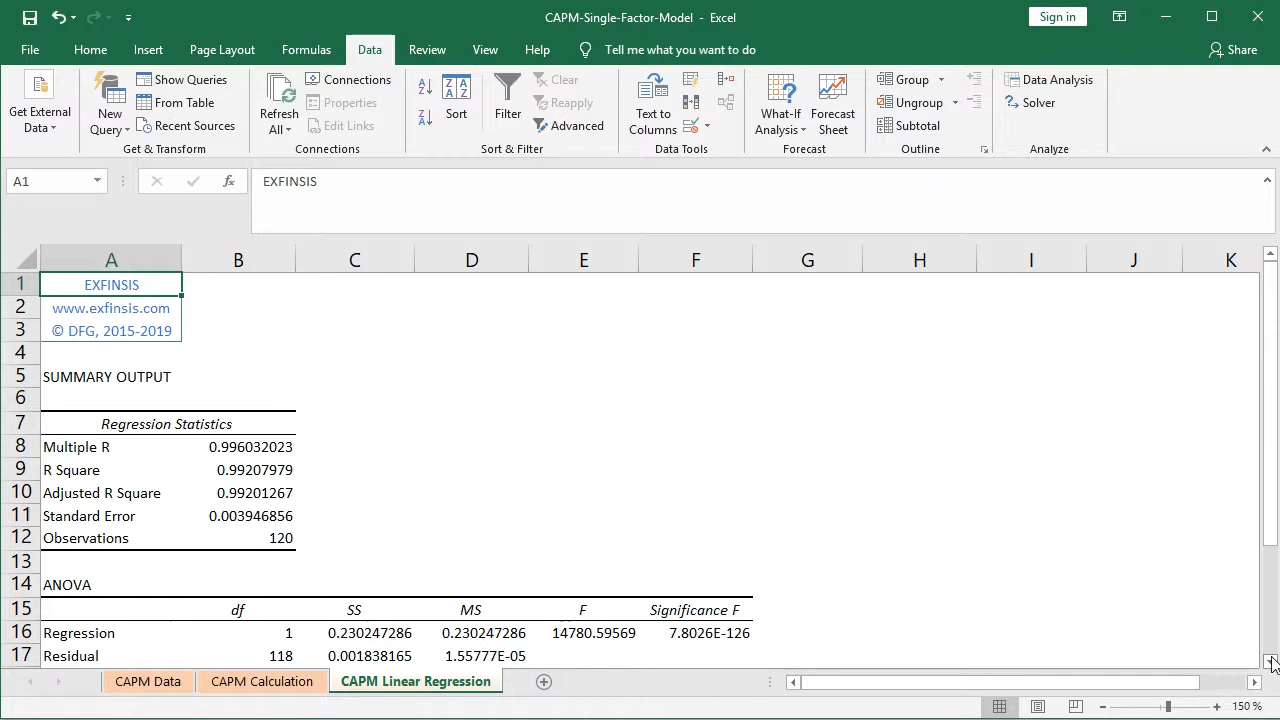 CAPM-Single-Factor-Model - Excel
Sign in
File Home Insert Page Layout Formulas Data Review View Help Tell me what you want to do Share
Get External Data
New Query
Show Queries
From Table
Recent Sources
Get & Transform
Refresh All
Connections
Properties
Edit Links
Connections
Sort
Filter
Clear
Reapply
Advanced
Sort & Filter
Text to Columns
Data Tools
What-If Analysis
Forecast Sheet
Forecast
Group
Ungroup
Subtotal
Outline
Data Analysis
Solver
Analyze
A1 fx EXFINSIS
A B C D E F G H I J K
1 EXFINSIS
2 www.exfinsis.com
3 © DFG, 2015-2019
4
5 SUMMARY OUTPUT
6
7 Regression Statistics
8 Multiple R 0.996032023
9 R Square 0.99207979
10 Adjusted R Square 0.99201267
11 Standard Error 0.003946856
12 Observations 120
13
14 ANOVA
15 df SS MS F Significance F
16 Regression 1 0.230247286 0.230247286 14780.59569 7.8026E-126
17 Residual 118 0.001838165 1.55777E-05
CAPM Data CAPM Calculation CAPM Linear Regression
150 %